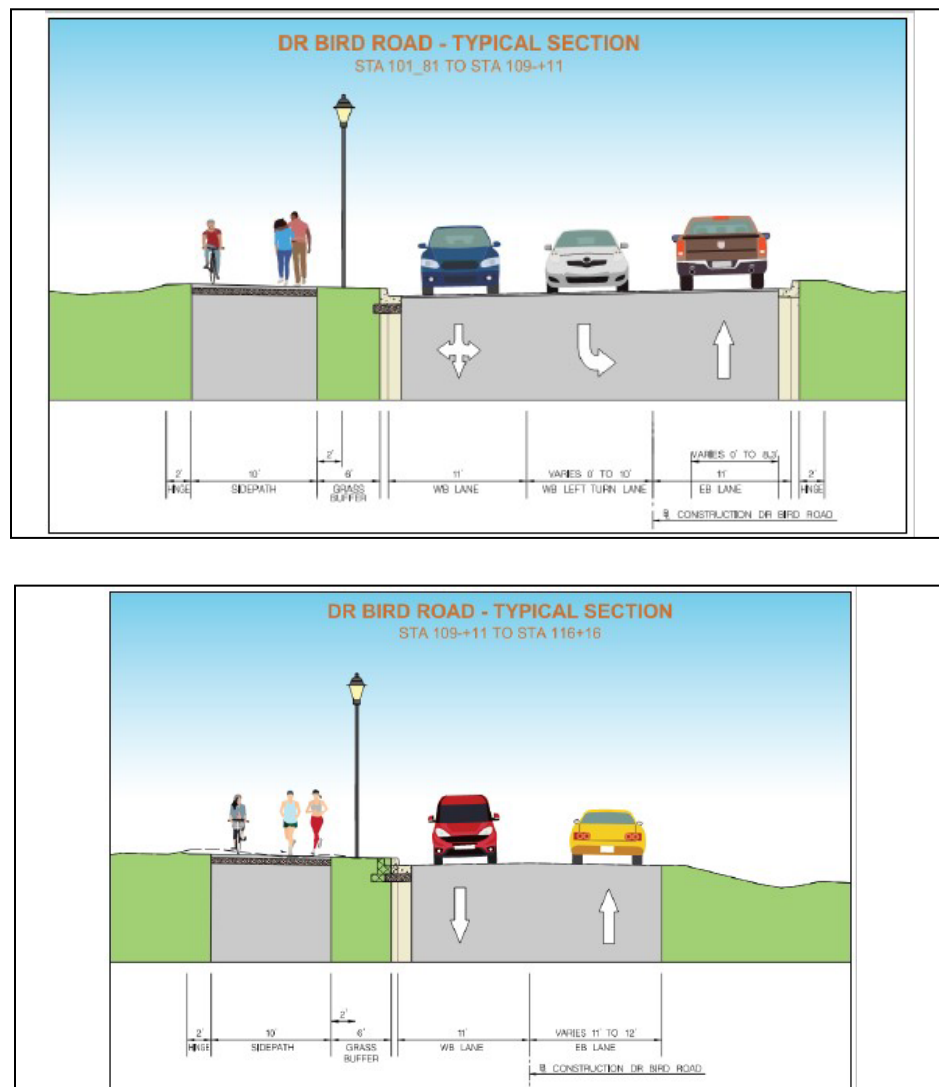 DR BIRD ROAD - TYPICAL SECTION
STA 101_81 TO STA 109-+11
2'
VARIES 0' TO 8.3'
2'
10'
6'
11'
VARIES 0' TO 10'
11'
2'
HINGE
SIDEPATH
GRASS
BUFFER
WB LANE
WB LEFT TURN LANE
EB LANE
HINGE
CONSTRUCTION DR BIRD ROAD
DR BIRD ROAD - TYPICAL SECTION
STA 109-+11 TO STA 116+16
2'
2'
10'
6'
11'
VARIES 11' TO 12'
HINGE
SIDEPATH
GRASS
BUFFER
WB LANE
EB LANE
CONSTRUCTION DR BIRD ROAD